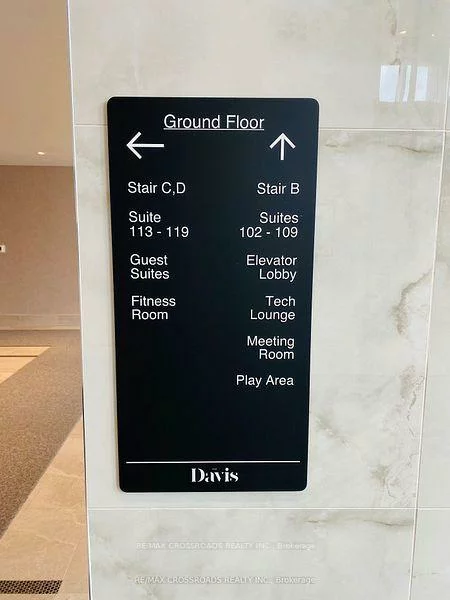 Ground Floor
← ↑
Stair C,D
Suite
113 - 119
Guest
Suites
Fitness
Room
Stair B
Suites
102 - 109
Elevator
Lobby
Tech
Lounge
Meeting
Room
Play Area
Davis
RE/MAX CROSSROADS REALTY INC., Brokerage
RE/MAX CROSSROADS REALTY INC., Brokerage